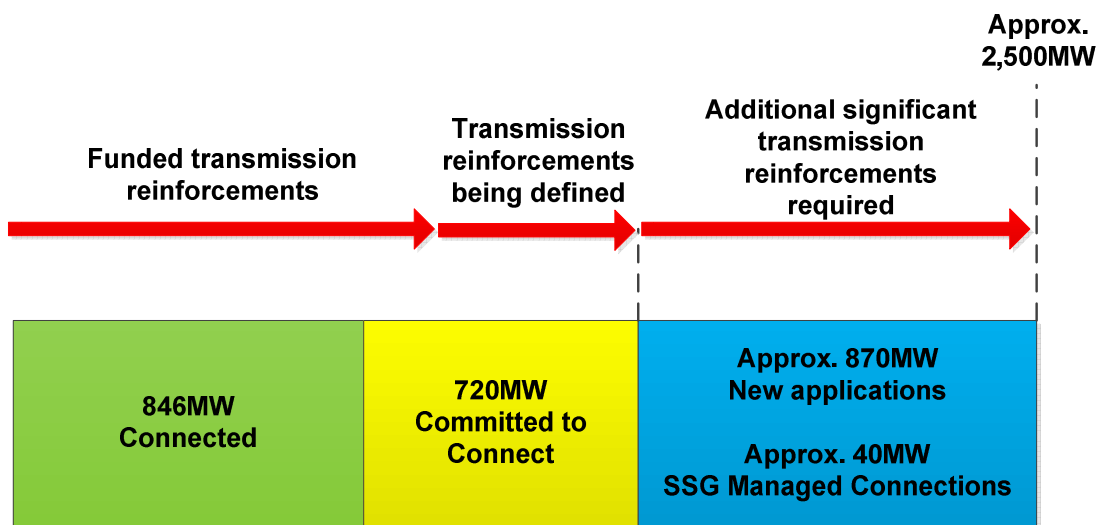 Approx.
2,500MW
Funded transmission
reinforcements
Transmission
reinforcements
being defined
Additional significant
transmission
reinforcements
required
846MW
Connected
720MW
Committed to
Connect
Approx. 870MW
New applications
Approx. 40MW
SSG Managed Connections